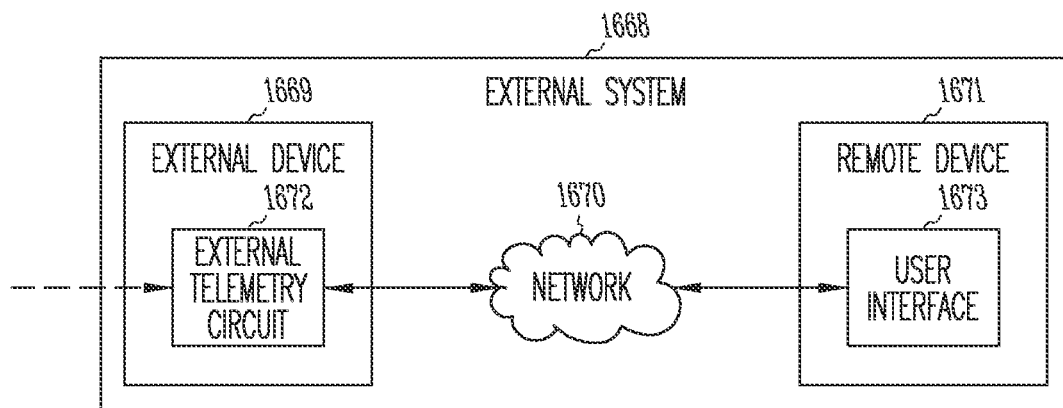 1668
EXTERNAL SYSTEM
1669
EXTERNAL DEVICE
1672
EXTERNAL
TELEMETRY
CIRCUIT
1670
NETWORK
1671
REMOTE DEVICE
1673
USER
INTERFACE